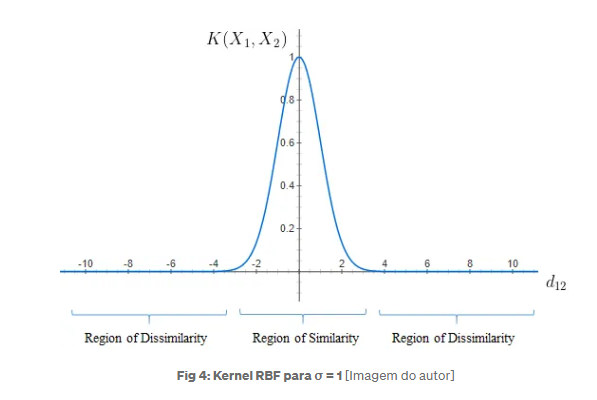 K(X₁, X₂)
1
0.8
0.6
0.4
0.2
-10 -8 -6 -4 -2 2 4 6 8 10
d₁₂
Region of Dissimilarity Region of Similarity Region of Dissimilarity
Fig 4: Kernel RBF para σ = 1 [Imagem do autor]